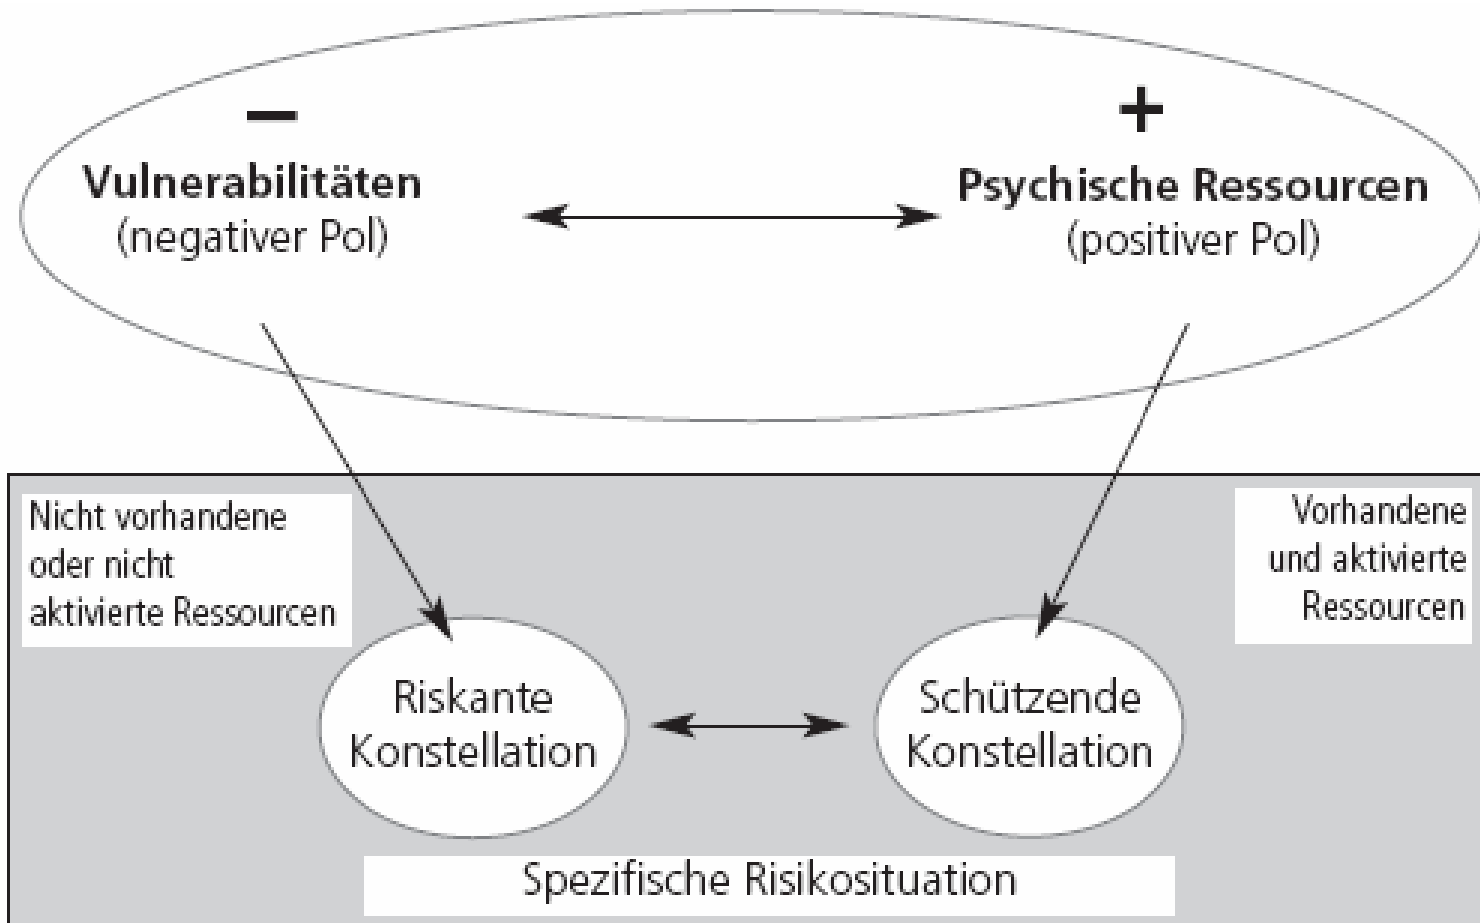 − +
Vulnerabilitäten
(negativer Pol)
Psychische Ressourcen
(positiver Pol)
Nicht vorhandene
oder nicht
aktivierte Ressourcen
Vorhandene
und aktivierte
Ressourcen
Riskante
Konstellation
Schützende
Konstellation
Spezifische Risikosituation